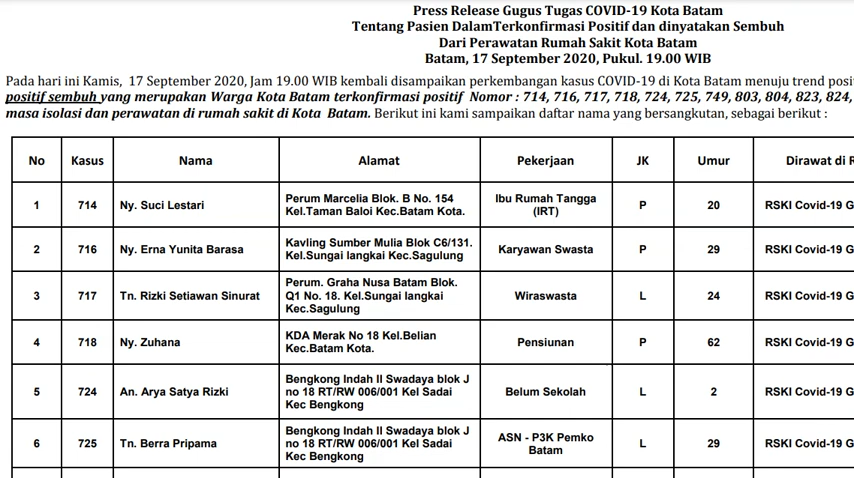 Press Release Gugus Tugas COVID-19 Kota Batam
Tentang Pasien DalamTerkonfirmasi Positif dan dinyatakan Sembuh
Dari Perawatan Rumah Sakit Kota Batam
Batam, 17 September 2020, Pukul. 19.00 WIB
Pada hari ini Kamis, 17 September 2020, Jam 19.00 WIB kembali disampaikan perkembangan kasus COVID-19 di Kota Batam menuju trend posi
positif sembuh yang merupakan Warga Kota Batam terkonfirmasi positif Nomor : 714, 716, 717, 718, 724, 725, 749, 803, 804, 823, 824,
masa isolasi dan perawatan di rumah sakit di Kota Batam. Berikut ini kami sampaikan daftar nama yang bersangkutan, sebagai berikut :
No Kasus Nama Alamat Pekerjaan JK Umur Dirawat di R
1 714 Ny. Suci Lestari Perum Marcelia Blok. B No. 154 Kel.Taman Baloi Kec.Batam Kota. Ibu Rumah Tangga (IRT) P 20 RSKI Covid-19 G
2 716 Ny. Erna Yunita Barasa Kavling Sumber Mulia Blok C6/131. Kel.Sungai langkai Kec.Sagulung Karyawan Swasta P 29 RSKI Covid-19 G
3 717 Tn. Rizki Setiawan Sinurat Perum. Graha Nusa Batam Blok. Q1 No. 18. Kel.Sungai langkai Kec.Sagulung Wiraswasta L 24 RSKI Covid-19 G
4 718 Ny. Zuhana KDA Merak No 18 Kel.Belian Kec.Batam Kota. Pensiunan P 62 RSKI Covid-19 G
5 724 An. Arya Satya Rizki Bengkong Indah II Swadaya blok J no 18 RT/RW 006/001 Kel Sadai Kec Bengkong Belum Sekolah L 2 RSKI Covid-19 G
6 725 Tn. Berra Pripama Bengkong Indah II Swadaya blok J no 18 RT/RW 006/001 Kel Sadai Kec Bengkong ASN - P3K Pemko Batam L 29 RSKI Covid-19 G